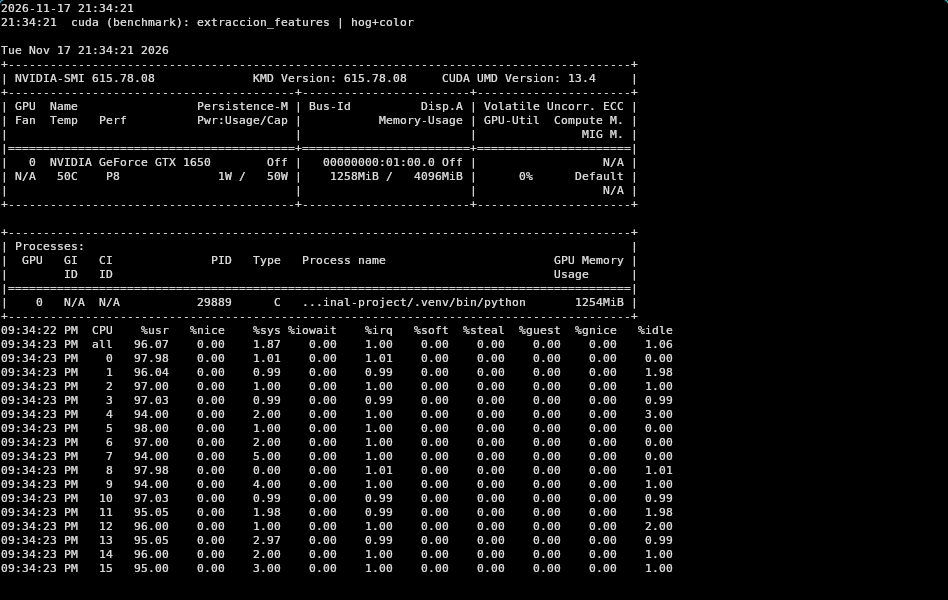 2026-11-17 21:34:21
21:34:21  cuda (benchmark): extraccion_features | hog+color

Tue Nov 17 21:34:21 2026
+-----------------------------------------------------------------------------------------+
| NVIDIA-SMI 615.78.08              KMD Version: 615.78.08     CUDA UMD Version: 13.4     |
+-----------------------------------------+------------------------+----------------------+
| GPU  Name                 Persistence-M | Bus-Id          Disp.A | Volatile Uncorr. ECC |
| Fan  Temp   Perf          Pwr:Usage/Cap |           Memory-Usage | GPU-Util  Compute M. |
|                                         |                        |               MIG M. |
|=========================================+========================+======================|
|   0  NVIDIA GeForce GTX 1650        Off |   00000000:01:00.0 Off |                  N/A |
| N/A   50C    P8              1W /   50W |    1258MiB /   4096MiB |      0%      Default |
|                                         |                        |                  N/A |
+-----------------------------------------+------------------------+----------------------+

+-----------------------------------------------------------------------------------------+
| Processes:                                                                              |
|  GPU   GI   CI              PID   Type   Process name                        GPU Memory |
|        ID   ID                                                               Usage      |
|=========================================================================================|
|    0   N/A  N/A           29889      C   ...inal-project/.venv/bin/python       1254MiB |
+-----------------------------------------------------------------------------------------+
09:34:22 PM  CPU    %usr   %nice    %sys %iowait    %irq   %soft  %steal  %guest  %gnice   %idle
09:34:23 PM  all   96.07    0.00    1.87    0.00    1.00    0.00    0.00    0.00    0.00    1.06
09:34:23 PM    0   97.98    0.00    1.01    0.00    1.01    0.00    0.00    0.00    0.00    0.00
09:34:23 PM    1   96.04    0.00    0.99    0.00    0.99    0.00    0.00    0.00    0.00    1.98
09:34:23 PM    2   97.00    0.00    1.00    0.00    1.00    0.00    0.00    0.00    0.00    1.00
09:34:23 PM    3   97.03    0.00    0.99    0.00    0.99    0.00    0.00    0.00    0.00    0.99
09:34:23 PM    4   94.00    0.00    2.00    0.00    1.00    0.00    0.00    0.00    0.00    3.00
09:34:23 PM    5   98.00    0.00    1.00    0.00    1.00    0.00    0.00    0.00    0.00    0.00
09:34:23 PM    6   97.00    0.00    2.00    0.00    1.00    0.00    0.00    0.00    0.00    0.00
09:34:23 PM    7   94.00    0.00    5.00    0.00    1.00    0.00    0.00    0.00    0.00    0.00
09:34:23 PM    8   97.98    0.00    0.00    0.00    1.01    0.00    0.00    0.00    0.00    1.01
09:34:23 PM    9   94.00    0.00    4.00    0.00    1.00    0.00    0.00    0.00    0.00    1.00
09:34:23 PM   10   97.03    0.00    0.99    0.00    0.99    0.00    0.00    0.00    0.00    0.99
09:34:23 PM   11   95.05    0.00    1.98    0.00    0.99    0.00    0.00    0.00    0.00    1.98
09:34:23 PM   12   96.00    0.00    1.00    0.00    1.00    0.00    0.00    0.00    0.00    2.00
09:34:23 PM   13   95.05    0.00    2.97    0.00    0.99    0.00    0.00    0.00    0.00    0.99
09:34:23 PM   14   96.00    0.00    2.00    0.00    1.00    0.00    0.00    0.00    0.00    1.00
09:34:23 PM   15   95.00    0.00    3.00    0.00    1.00    0.00    0.00    0.00    0.00    1.00